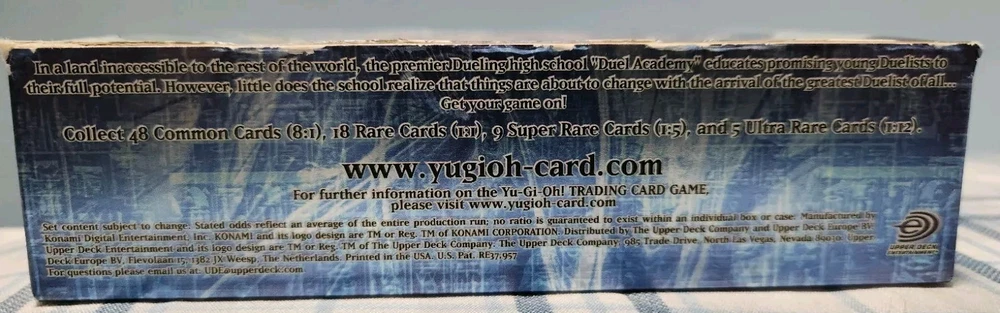 In a land inaccessible to the rest of the world, the premier Dueling high school "Duel Academy" educates promising young Duelists to
their full potential. However, little does the school realize that things are about to change with the arrival of the greatest Duelist of all...
Get your game on!
Collect 48 Common Cards (8:1), 18 Rare Cards (1:1), 9 Super Rare Cards (1:5), and 5 Ultra Rare Cards (1:12).
www.yugioh-card.com
For further information on the Yu-Gi-Oh! TRADING CARD GAME,
please visit www.yugioh-card.com
Set content subject to change. Stated odds reflect an average of the entire production run; no ratio is guaranteed to exist within an individual box or case. Manufactured by
Konami Digital Entertainment, Inc. KONAMI and its logo design are TM or Reg. TM of KONAMI CORPORATION. Distributed by The Upper Deck Company and Upper Deck Europe BV.
Upper Deck Entertainment and its logo design are TM or Reg. TM of The Upper Deck Company. The Upper Deck Company, 985 Trade Drive, North Las Vegas, Nevada 89030. Upper
Deck Europe BV, Flevolaan 15, 1382 JX Weesp, The Netherlands. Printed in the USA. U.S. Pat. RE37,957
For questions please email us at: UDE@upperdeck.com
UPPER DECK
ENTERTAINMENT